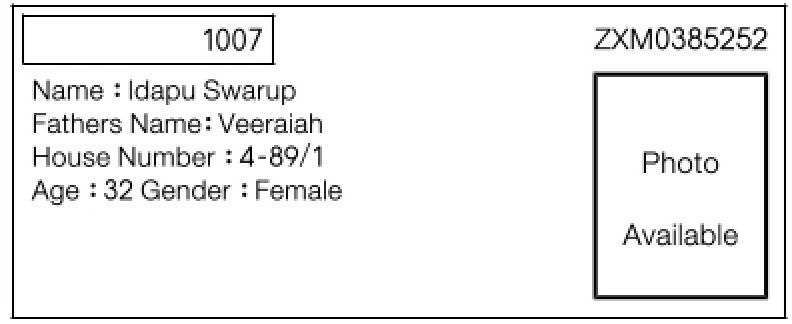 1007
ZXM0385252
Name : Idapu Swarup
Fathers Name: Veeraiah
House Number : 4-89/1
Age : 32 Gender : Female
Photo
Available